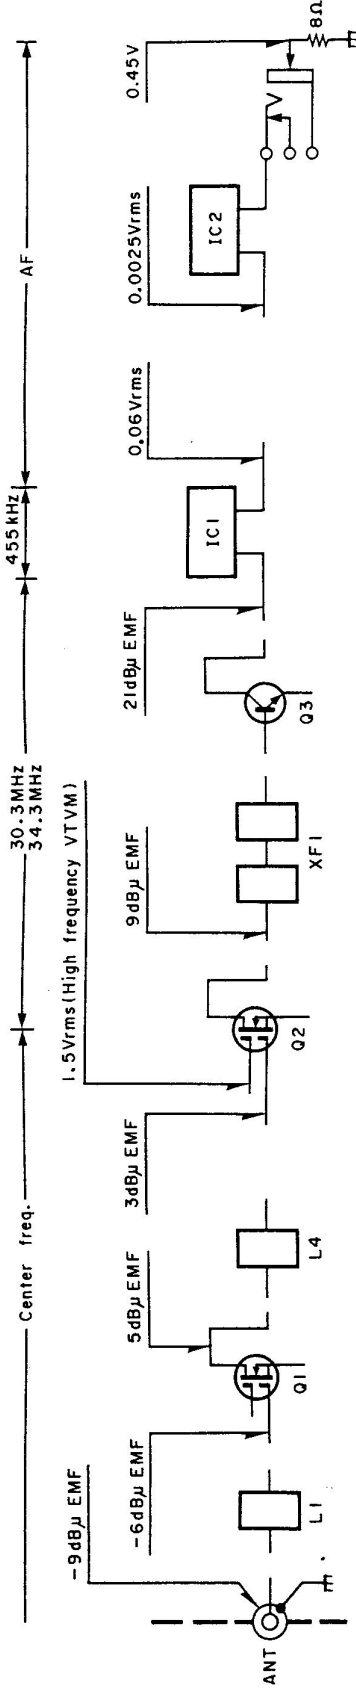 Center freq.
30.3MHz
34.3MHz
455kHz
AF
-9dBμ EMF
-6dBμ EMF
5dBμ EMF
3dBμ EMF
1.5Vrms(High frequency VTVM)
9dBμ EMF
21dBμ EMF
0.06Vrms
0.0025Vrms
0.45V
ANT
L1
Q1
L4
Q2
XF1
Q3
IC1
IC2
8Ω